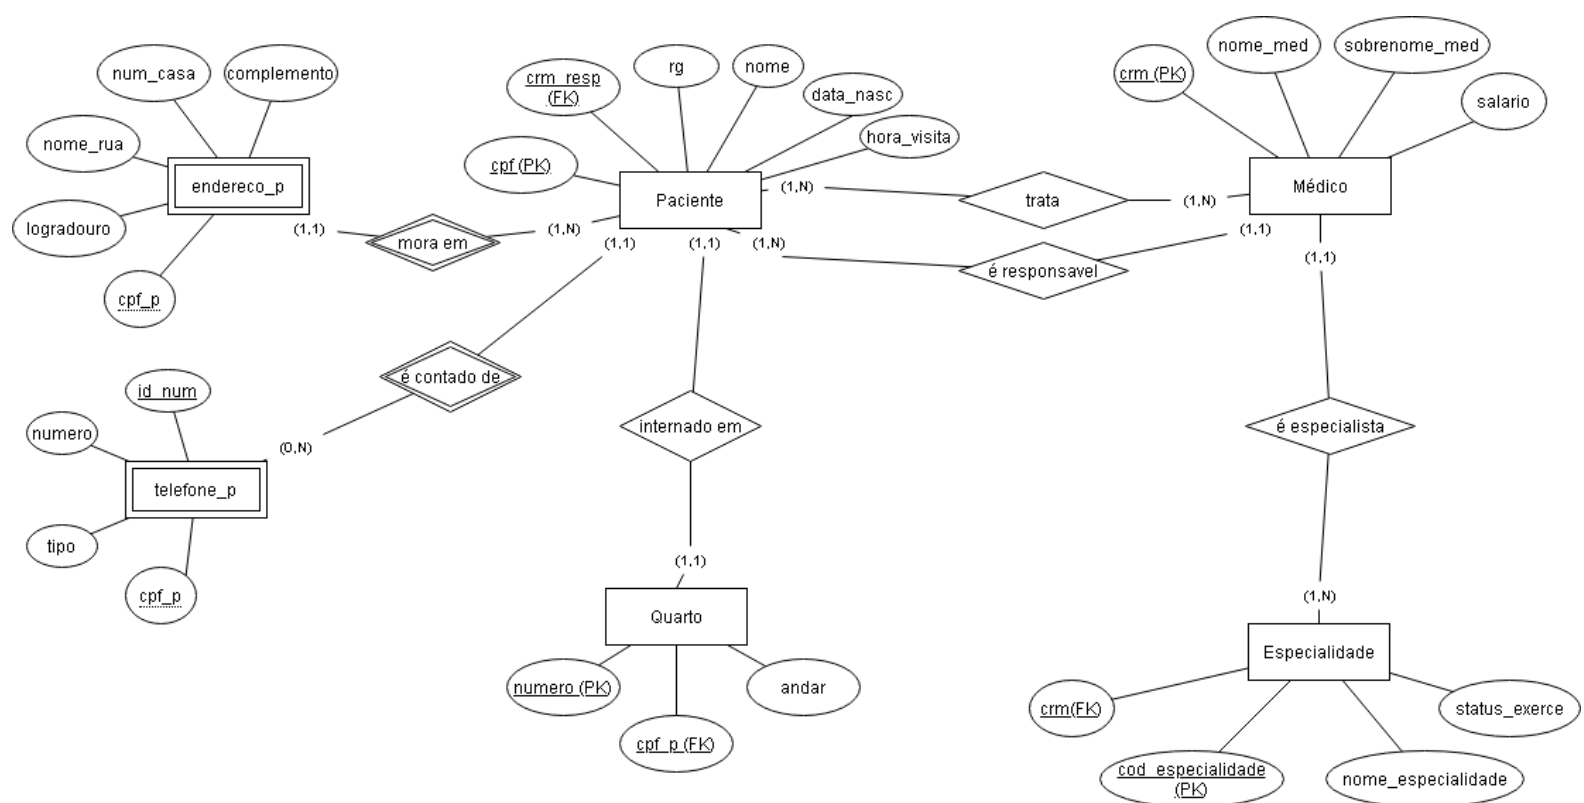 num_casa
complemento
nome_rua
endereco_p
logradouro
cpf_p
(1,1)
mora em
(1,N)
crm_resp
(FK)
rg
nome
data_nasc
hora_visita
cpf (PK)
Paciente
(1,N)
trata
(1,N)
(1,1)
(1,1)
(1,N)
é responsavel
(1,1)
crm (PK)
nome_med
sobrenome_med
salario
Médico
(1,1)
é contado de
(0,N)
id_num
numero
telefone_p
tipo
cpf_p
internado em
(1,1)
Quarto
numero (PK)
cpf_p (FK)
andar
é especialista
(1,N)
Especialidade
crm(FK)
cod_especialidade
(PK)
nome_especialidade
status_exerce